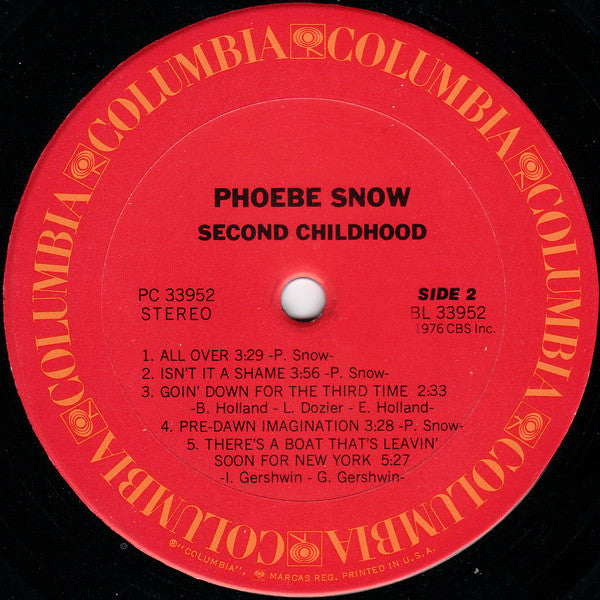 COLUMBIA COLUMBIA COLUMBIA COLUMBIA COLUMBIA COLUMBIA
PHOEBE SNOW
SECOND CHILDHOOD
PC 33952
STEREO
SIDE 2
BL 33952
1976 CBS Inc.
1. ALL OVER 3:29 -P. Snow-
2. ISN'T IT A SHAME 3:56 -P. Snow-
3. GOIN' DOWN FOR THE THIRD TIME 2:33
-B. Holland - L. Dozier - E. Holland-
4. PRE-DAWN IMAGINATION 3:28 -P. Snow-
5. THERE'S A BOAT THAT'S LEAVIN'
SOON FOR NEW YORK 5:27
-I. Gershwin - G. Gershwin-
®"COLUMBIA", MARCAS REG. PRINTED IN U.S.A.